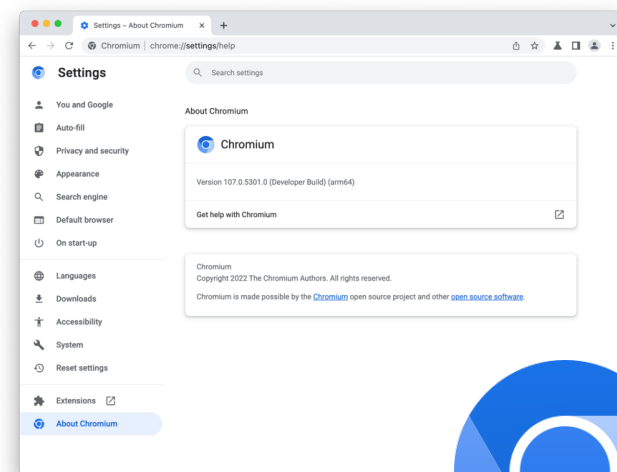 Settings – About Chromium
Chromium | chrome://settings/help
Settings
Search settings
You and Google
Auto-fill
Privacy and security
Appearance
Search engine
Default browser
On start-up
Languages
Downloads
Accessibility
System
Reset settings
Extensions
About Chromium
About Chromium
Chromium
Version 107.0.5301.0 (Developer Build) (arm64)
Get help with Chromium
Chromium
Copyright 2022 The Chromium Authors. All rights reserved.
Chromium is made possible by the Chromium open source project and other open source software.